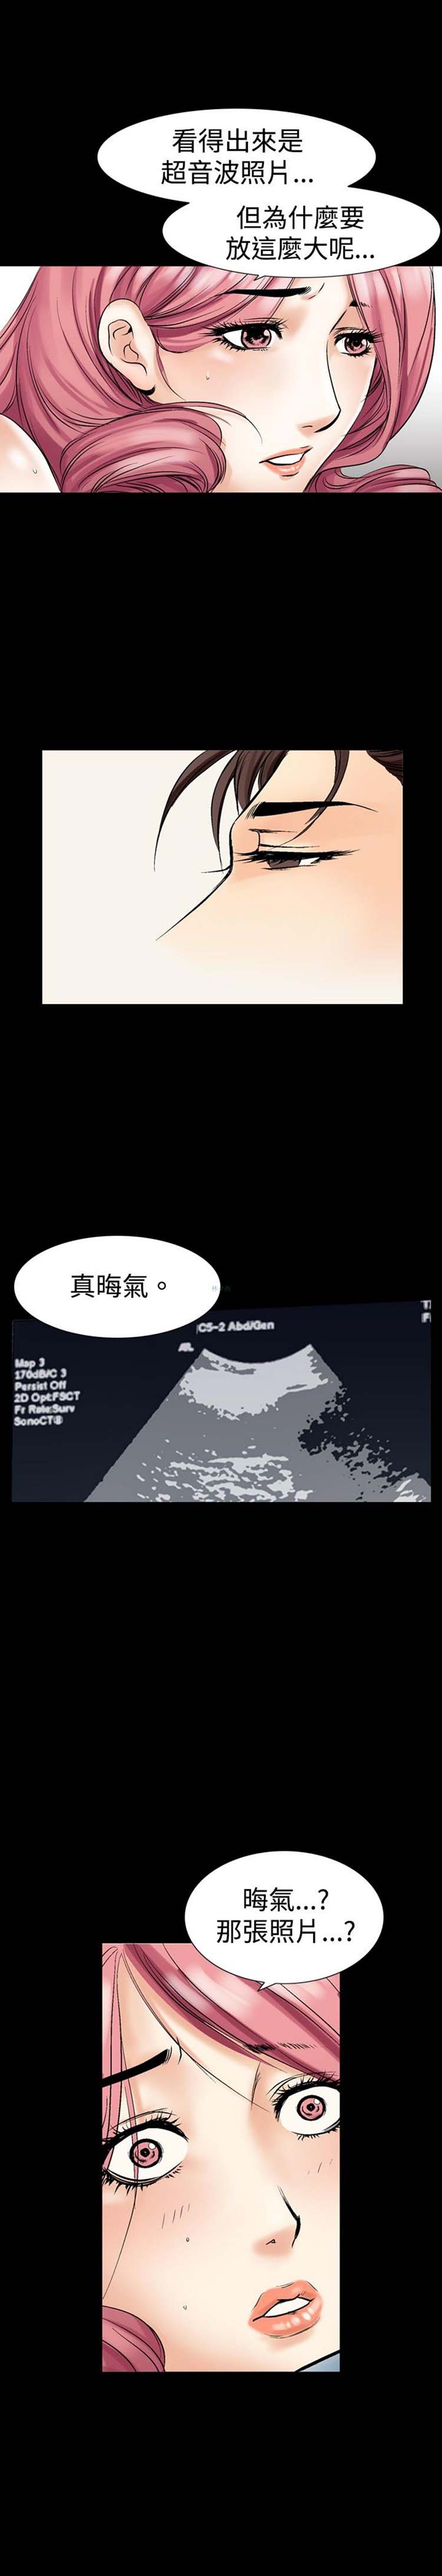 看得出來是
超音波照片...
但為什麼要
放這麼大呢...
真晦氣。
C5-2 Abd/Gen
Map 3
170dB/C 3
Persist Off
2D Opt:FSCT
Fr Rate:Surv
SonoCT®
晦氣...?
那張照片...?